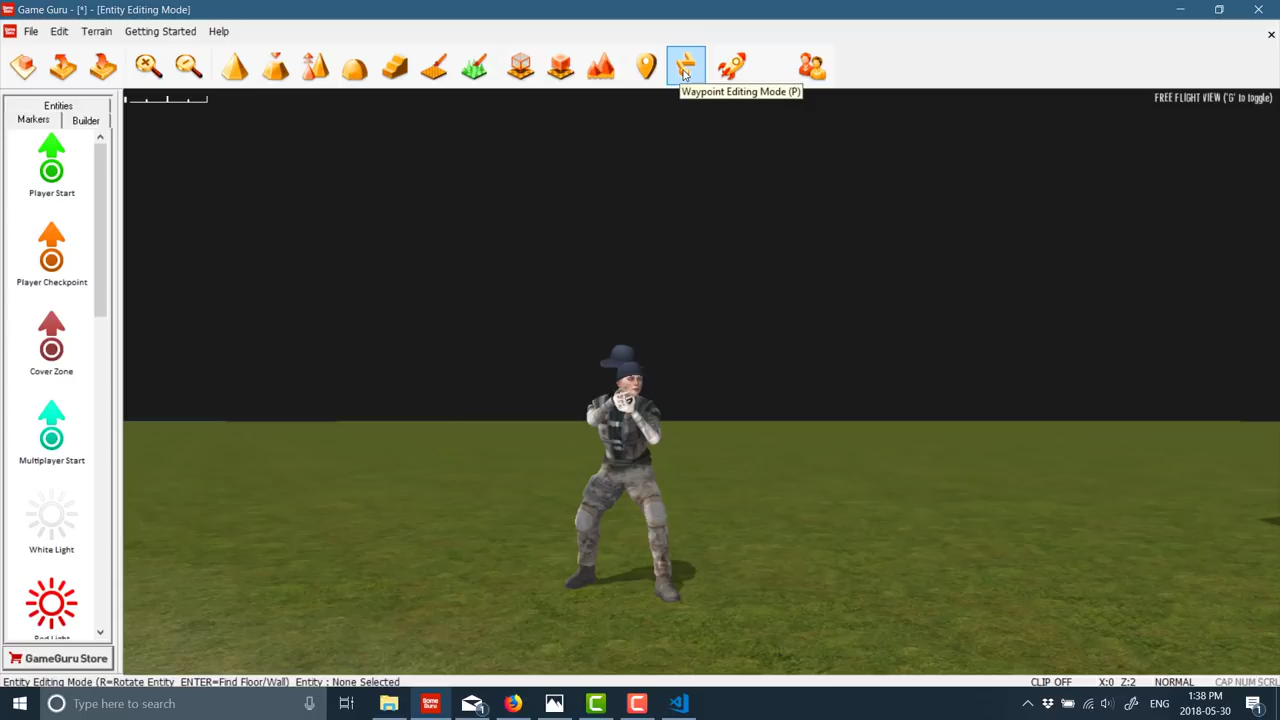 Game Guru - [*] - [Entity Editing Mode]
File Edit Terrain Getting Started Help
Waypoint Editing Mode (P)
FREE FLIGHT VIEW ('G' to toggle)
Entities
Markers Builder
Player Start
Player Checkpoint
Cover Zone
Multiplayer Start
White Light
Red Light
GameGuru Store
Entity Editing Mode (R=Rotate Entity ENTER=Find Floor/Wall) Entity : None Selected
CLIP OFF X:0 Z:2 NORMAL CAP NUM SCRL
Type here to search
1:38 PM
2018-05-30